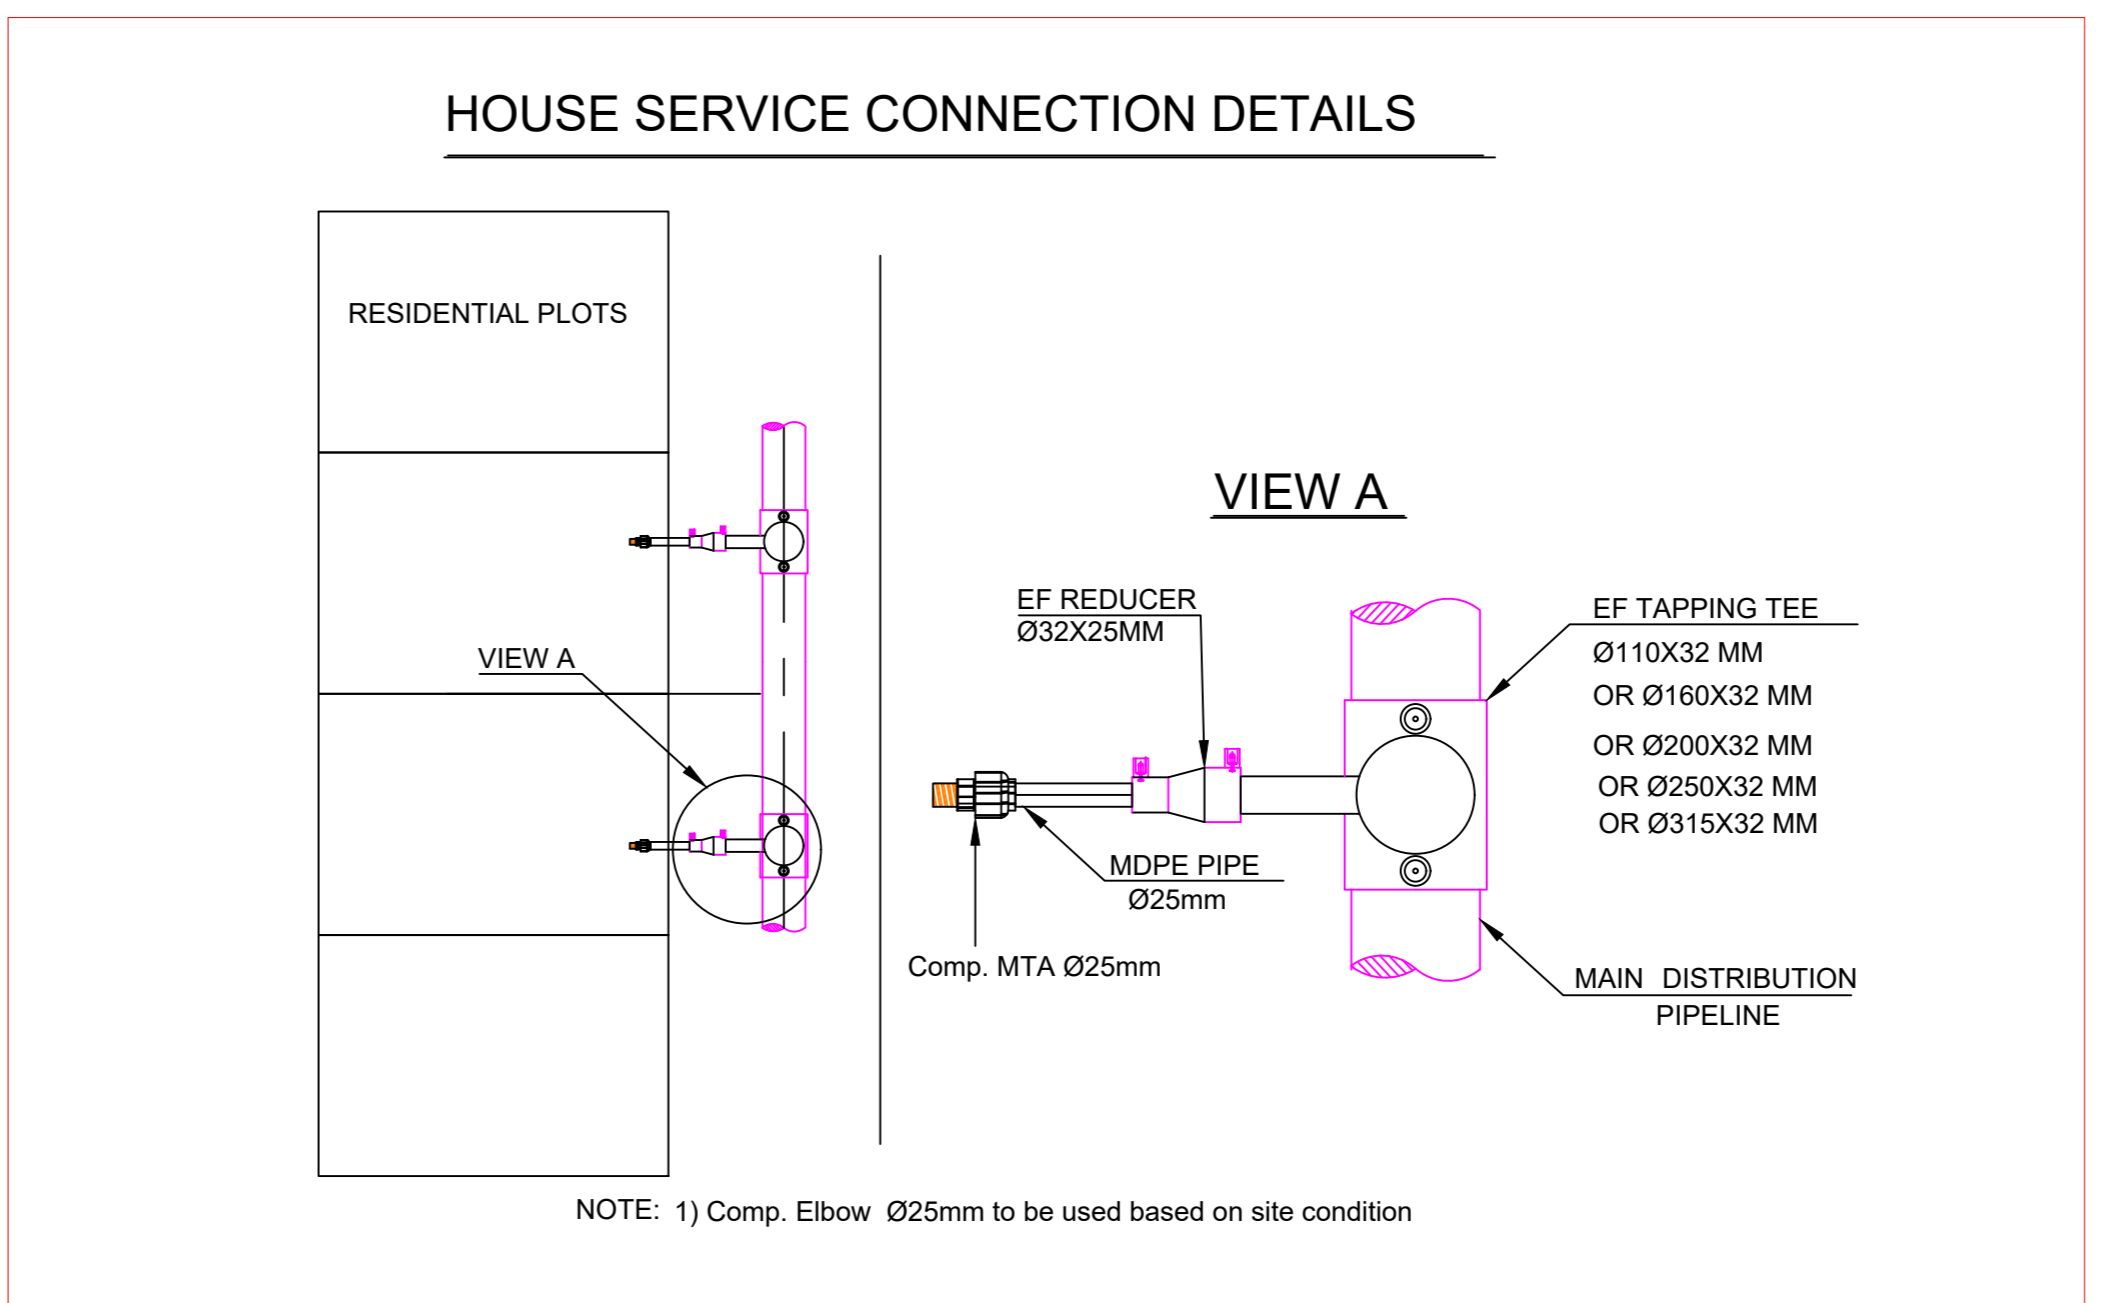 HOUSE SERVICE CONNECTION DETAILS
RESIDENTIAL PLOTS
VIEW A
VIEW A
EF REDUCER
Ø32X25MM
EF TAPPING TEE
Ø110X32 MM
OR Ø160X32 MM
OR Ø200X32 MM
OR Ø250X32 MM
OR Ø315X32 MM
MDPE PIPE
Ø25mm
Comp. MTA Ø25mm
MAIN DISTRIBUTION
PIPELINE
NOTE: 1) Comp. Elbow Ø25mm to be used based on site condition